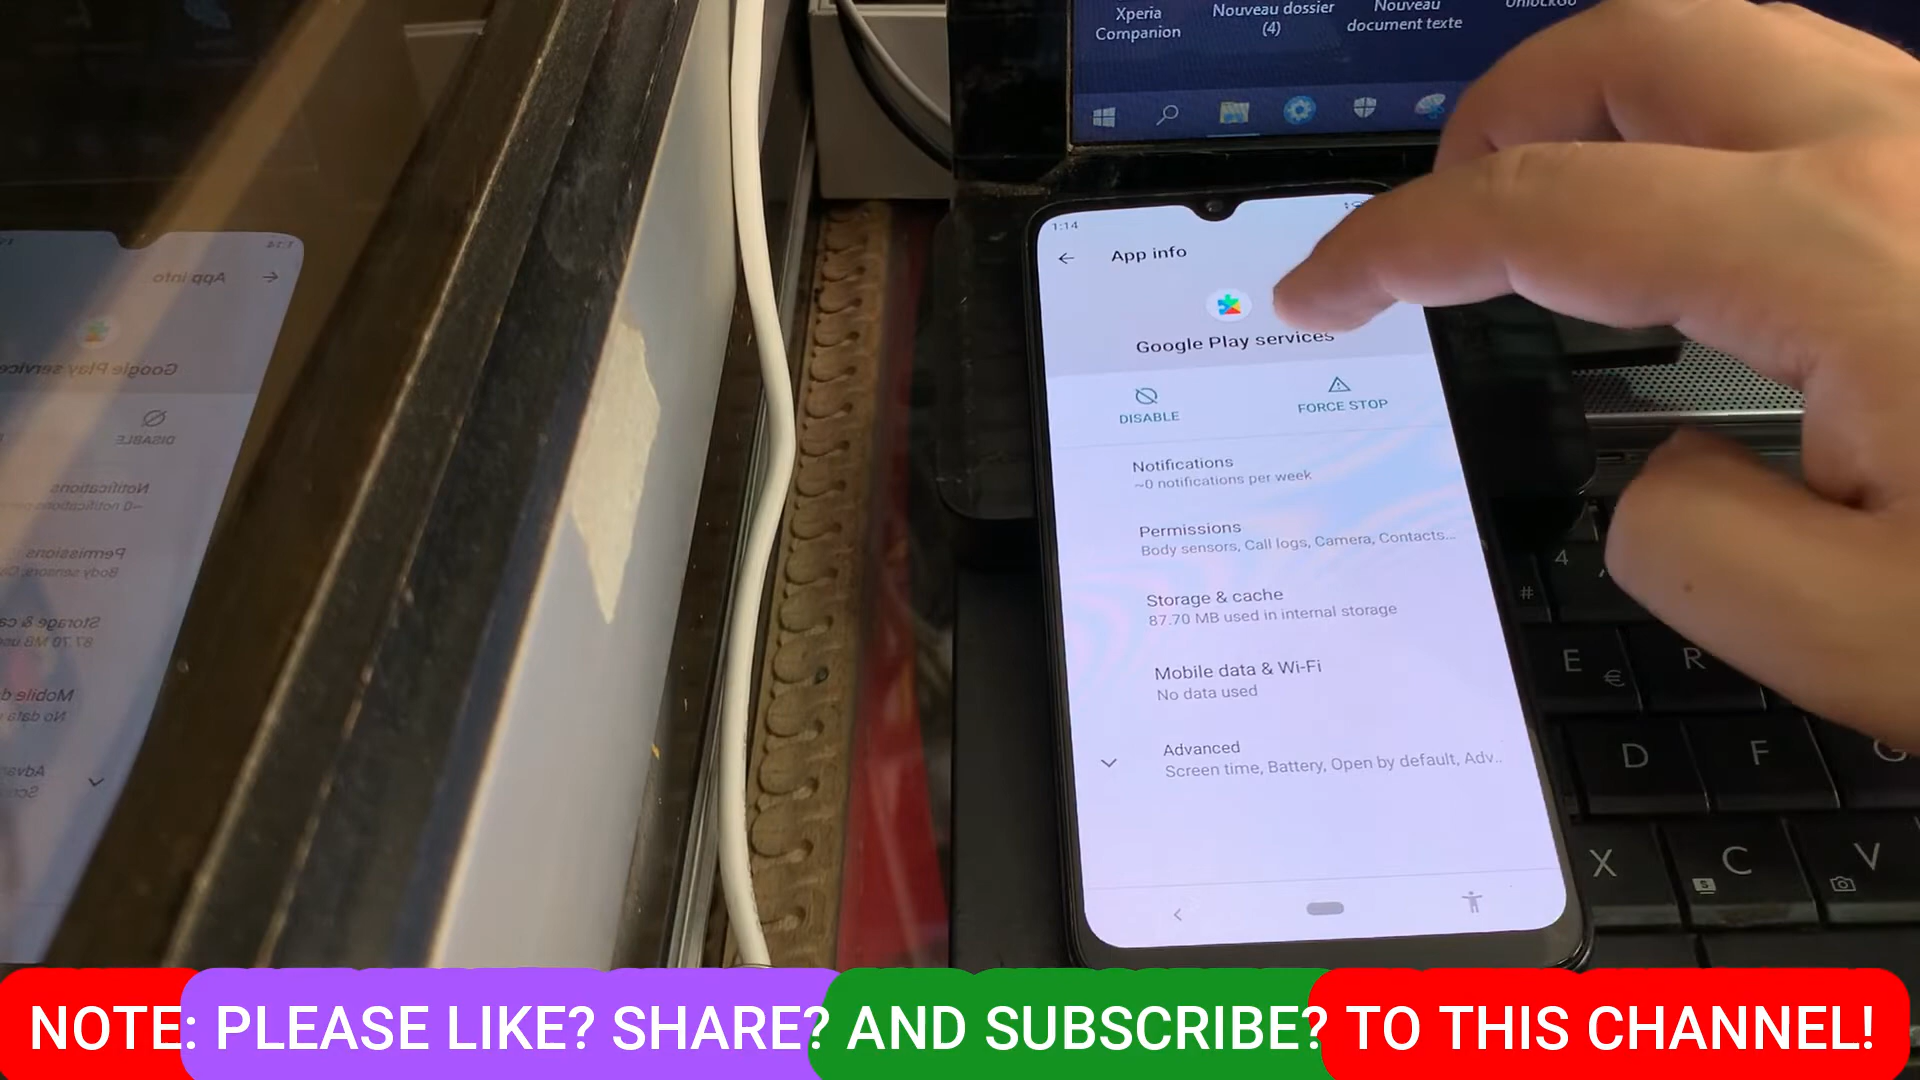 Xperia
Companion
Nouveau dossier
(4)
Nouveau
document texte
1:14
App info
Google Play services
DISABLE
FORCE STOP
Notifications
~0 notifications per week
Permissions
Body sensors, Call logs, Camera, Contacts...
Storage & cache
87.70 MB used in internal storage
Mobile data & Wi-Fi
No data used
Advanced
Screen time, Battery, Open by default, Adv..
4
#
E
€
R
D
F
G
X
C
V
NOTE: PLEASE LIKE? SHARE? AND SUBSCRIBE? TO THIS CHANNEL!